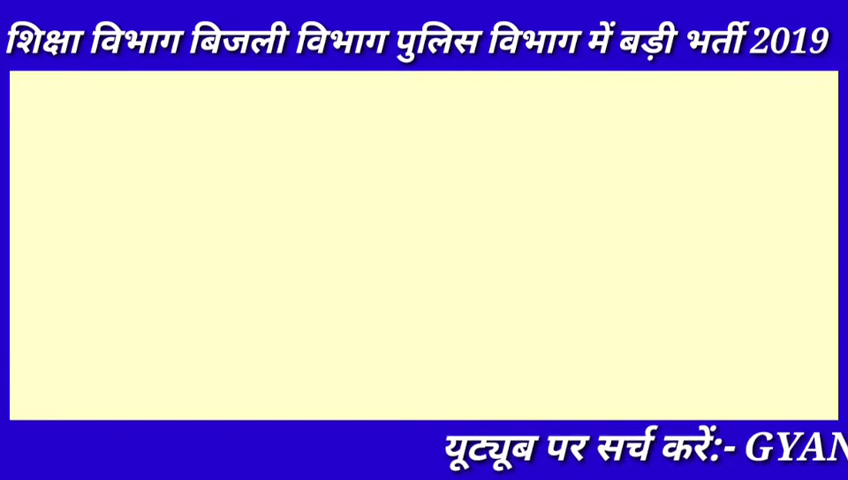 शिक्षा विभाग बिजली विभाग पुलिस विभाग में बड़ी भर्ती 2019
यूट्यूब पर सर्च करें:- GYAN